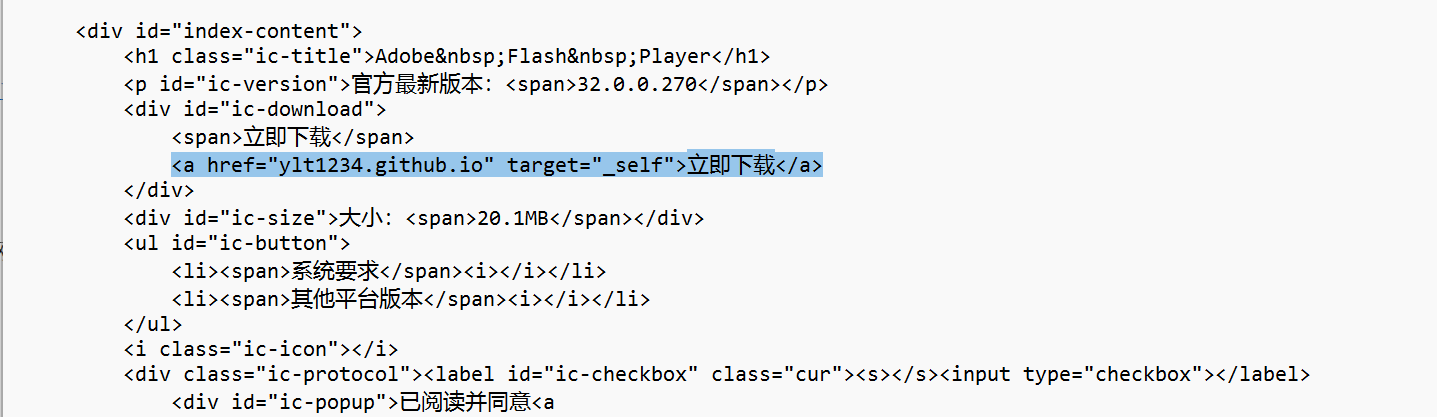 <div id="index-content">
<h1 class="ic-title">Adobe&nbsp;Flash&nbsp;Player</h1>
<p id="ic-version">官方最新版本：<span>32.0.0.270</span></p>
<div id="ic-download">
<span>立即下载</span>
<a href="ylt1234.github.io" target="_self">立即下载</a>
</div>
<div id="ic-size">大小：<span>20.1MB</span></div>
<ul id="ic-button">
<li><span>系统要求</span><i></i></li>
<li><span>其他平台版本</span><i></i></li>
</ul>
<i class="ic-icon"></i>
<div class="ic-protocol"><label id="ic-checkbox" class="cur"><s></s><input type="checkbox"></label>
<div id="ic-popup">已阅读并同意<a